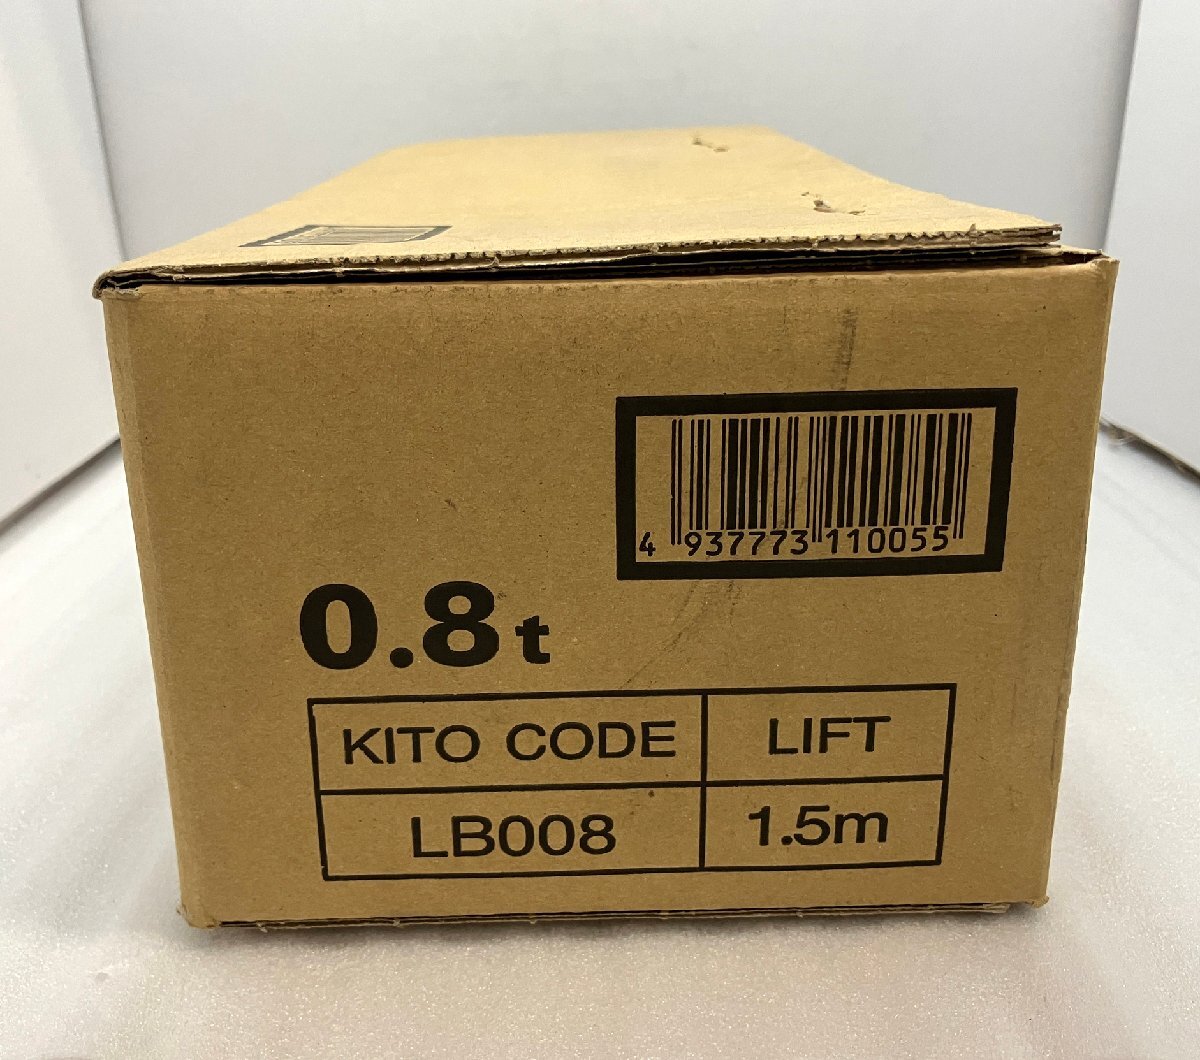 4 937773 110055
0.8t
KITO CODE LIFT
LB008 1.5m